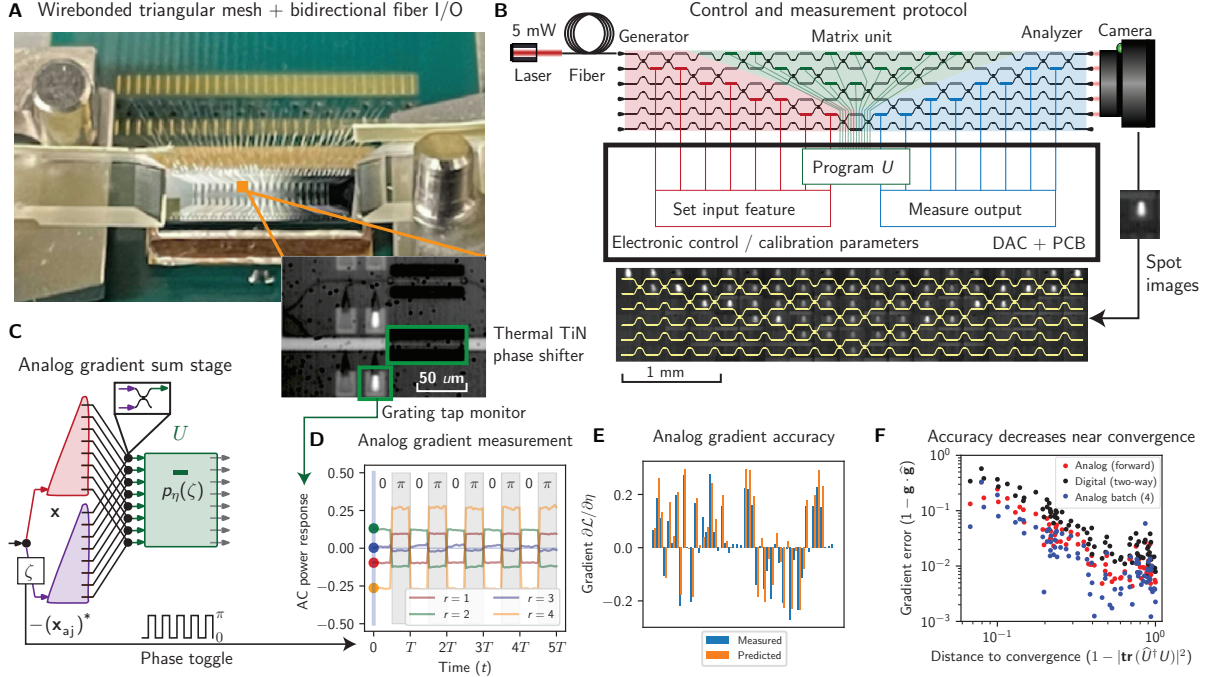 A Wirebonded triangular mesh + bidirectional fiber I/O
50 um
Thermal TiN
phase shifter
Grating tap monitor
B Control and measurement protocol
5 mW
Laser
Fiber
Generator
Matrix unit
Analyzer
Camera
Program U
Set input feature
Measure output
Electronic control / calibration parameters
DAC + PCB
Spot
images
1 mm
C
Analog gradient sum stage
U
pη(ζ)
x
ζ
−(x_aj)*
π
0
Phase toggle
D Analog gradient measurement
AC power response
0.50
0.25
0.00
−0.25
−0.50
0 π 0 π 0 π 0 π 0 π
r = 1
r = 2
r = 3
r = 4
0 T 2T 3T 4T 5T
Time (t)
E Analog gradient accuracy
Gradient ∂ℒ/∂η
0.2
0.0
−0.2
Measured
Predicted
F Accuracy decreases near convergence
Gradient error (1 − g · ĝ)
10⁰
10⁻¹
10⁻²
10⁻³
Analog (forward)
Digital (two-way)
Analog batch (4)
10⁻¹ 10⁰
Distance to convergence (1 − |tr(Û†U)|²)